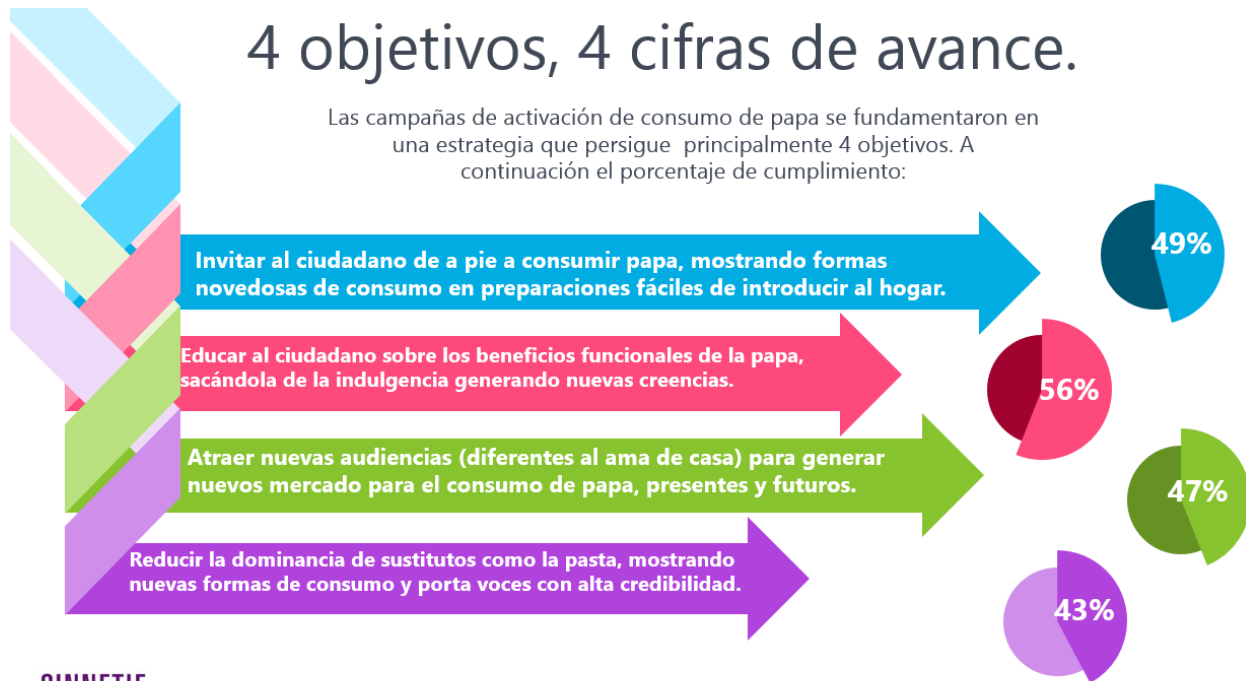 4 objetivos, 4 cifras de avance.
Las campañas de activación de consumo de papa se fundamentaron en
una estrategia que persigue  principalmente 4 objetivos. A
continuación el porcentaje de cumplimiento:
Invitar al ciudadano de a pie a consumir papa, mostrando formas
novedosas de consumo en preparaciones fáciles de introducir al hogar.
49%
Educar al ciudadano sobre los beneficios funcionales de la papa,
sacándola de la indulgencia generando nuevas creencias.
56%
Atraer nuevas audiencias (diferentes al ama de casa) para generar
nuevos mercado para el consumo de papa, presentes y futuros.
47%
Reducir la dominancia de sustitutos como la pasta, mostrando
nuevas formas de consumo y porta voces con alta credibilidad.
43%